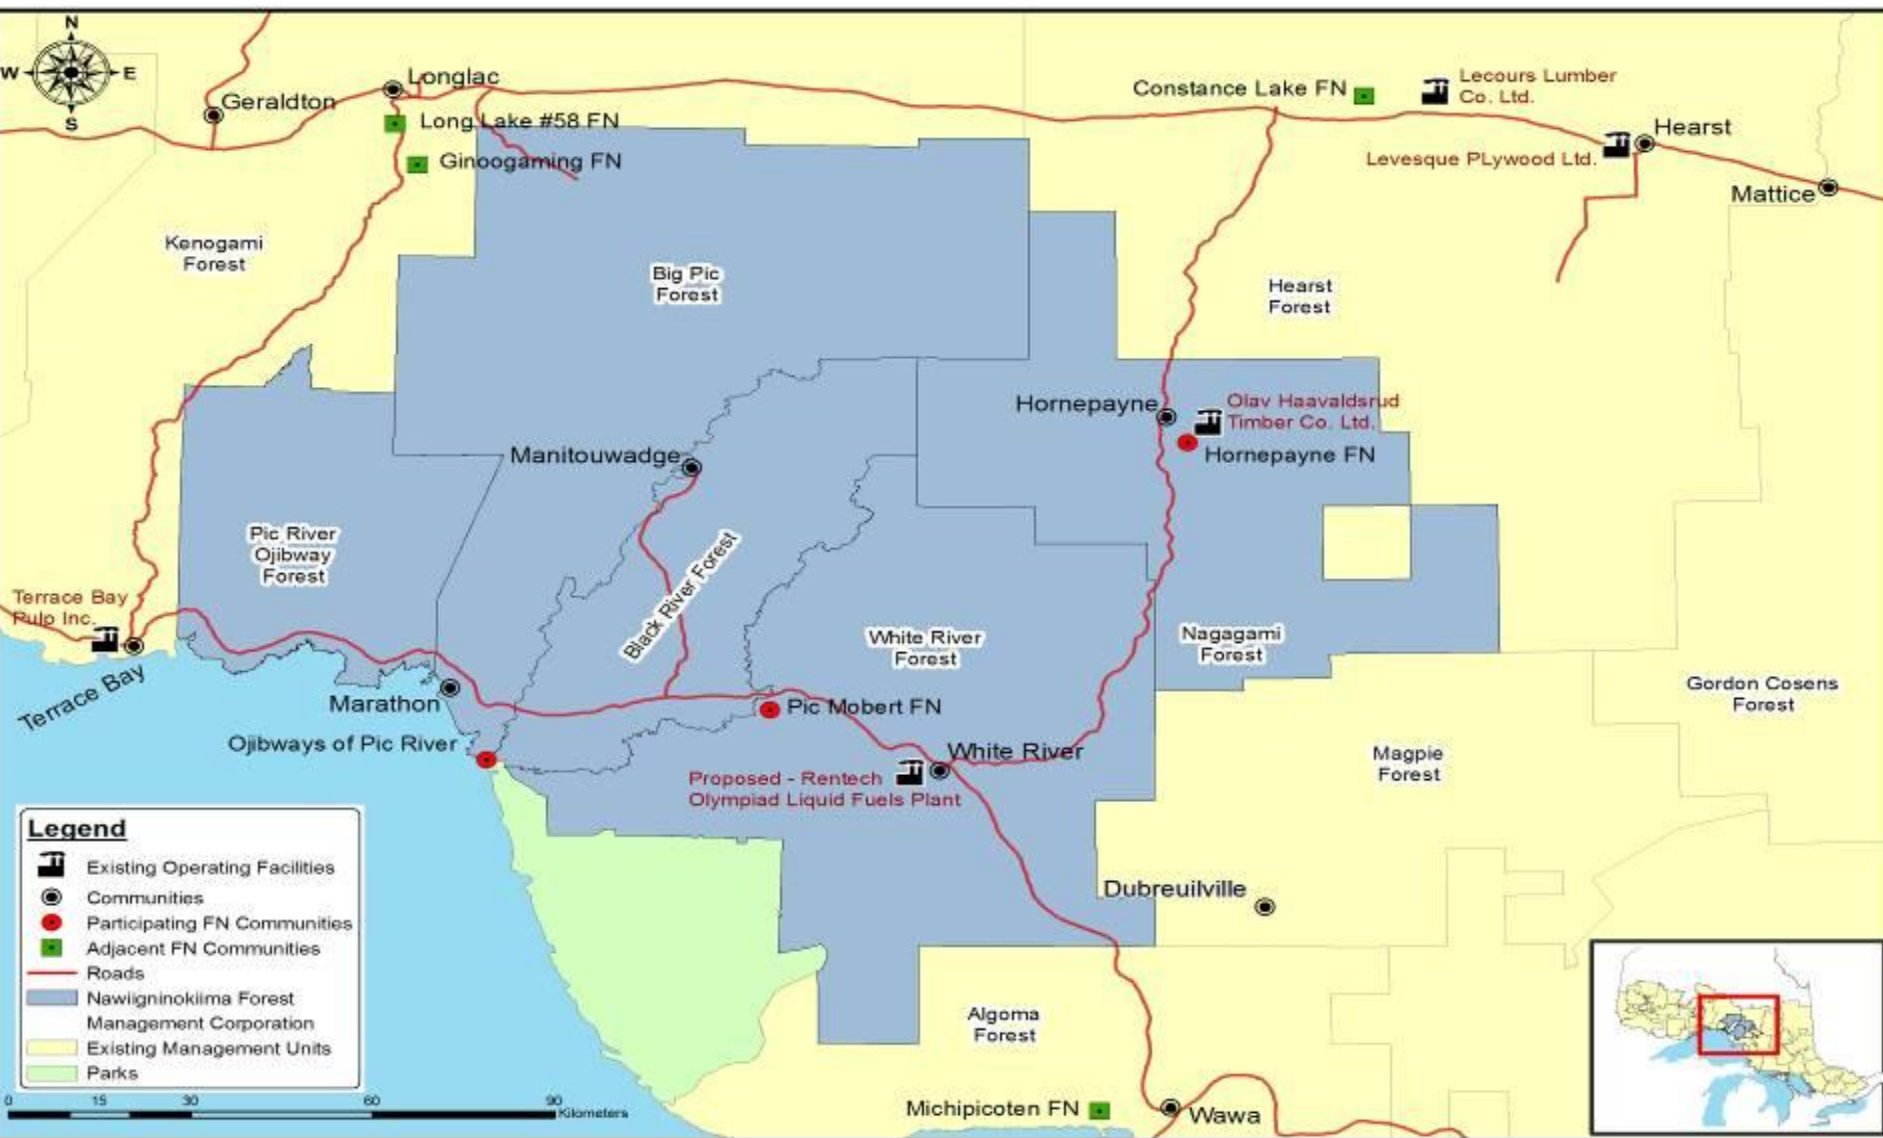 N
W
E
S
Longlac
Geraldton
Long Lake #58 FN
Ginoogaming FN
Constance Lake FN
Lecours Lumber
Co. Ltd.
Hearst
Levesque PLywood Ltd.
Mattice
Kenogami
Forest
Big Pic
Forest
Hearst
Forest
Hornepayne
Olav Haavaldsrud
Timber Co. Ltd.
Hornepayne FN
Manitouwadge
Pic River
Ojibway
Forest
Black River Forest
White River
Forest
Nagagami
Forest
Terrace Bay
Pulp Inc.
Terrace Bay
Marathon
Pic Mobert FN
Gordon Cosens
Forest
Ojibways of Pic River
White River
Magpie
Forest
Proposed - Rentech
Olympiad Liquid Fuels Plant
Dubreuilville
Algoma
Forest
Michipicoten FN
Wawa
Legend
Existing Operating Facilities
Communities
Participating FN Communities
Adjacent FN Communities
Roads
Nawiigninokiima Forest
Management Corporation
Existing Management Units
Parks
0 15 30 60 90
Kilometers